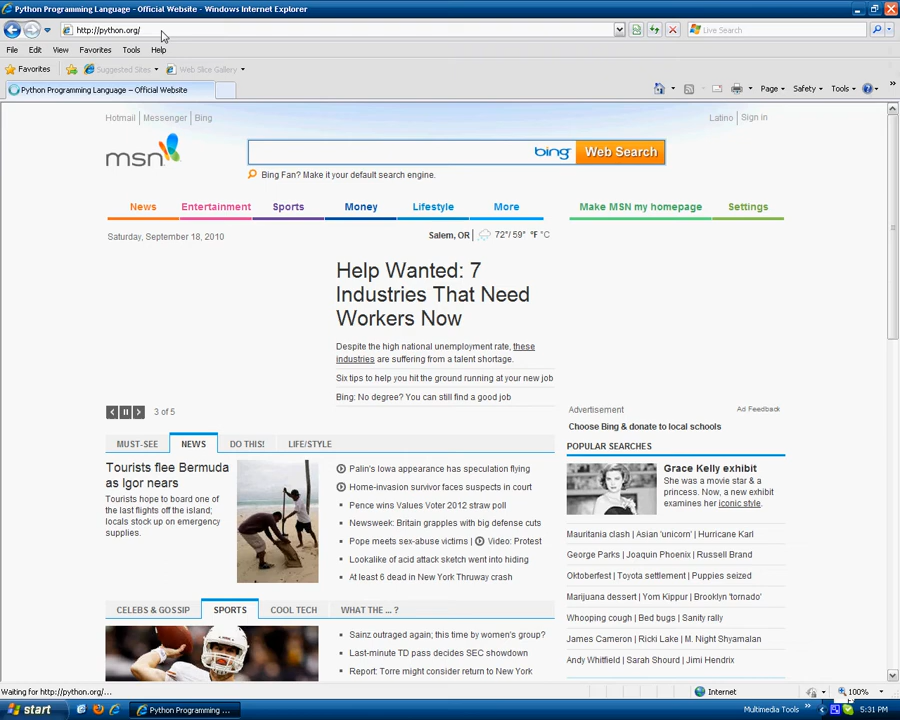 Python Programming Language – Official Website - Windows Internet Explorer
http://python.org/
Live Search
File Edit View Favorites Tools Help
Favorites Suggested Sites Web Slice Gallery
Python Programming Language – Official Website
Page Safety Tools
Hotmail Messenger Bing
Latino Sign in
msn
bing Web Search
Bing Fan? Make it your default search engine.
News Entertainment Sports Money Lifestyle More
Make MSN my homepage Settings
Saturday, September 18, 2010
Salem, OR 72°/ 59° °F °C
Help Wanted: 7
Industries That Need
Workers Now
Despite the high national unemployment rate, these
industries are suffering from a talent shortage.
Six tips to help you hit the ground running at your new job
Bing: No degree? You can still find a good job
3 of 5
Advertisement Ad Feedback
Choose Bing & donate to local schools
MUST-SEE NEWS DO THIS! LIFE/STYLE
Tourists flee Bermuda
as Igor nears
Tourists hope to board one of
the last flights off the island;
locals stock up on emergency
supplies.
Palin's Iowa appearance has speculation flying
Home-invasion survivor faces suspects in court
Pence wins Values Voter 2012 straw poll
Newsweek: Britain grapples with big defense cuts
Pope meets sex-abuse victims | Video: Protest
Lookalike of acid attack sketch went into hiding
At least 6 dead in New York Thruway crash
POPULAR SEARCHES
Grace Kelly exhibit
She was a movie star & a
princess. Now, a new exhibit
examines her iconic style.
Mauritania clash | Asian 'unicorn' | Hurricane Karl
George Parks | Joaquin Phoenix | Russell Brand
Oktoberfest | Toyota settlement | Puppies seized
Marijuana dessert | Yom Kippur | Brooklyn 'tornado'
Whooping cough | Bed bugs | Sanity rally
James Cameron | Ricki Lake | M. Night Shyamalan
Andy Whitfield | Sarah Shourd | Jimi Hendrix
CELEBS & GOSSIP SPORTS COOL TECH WHAT THE ... ?
Sainz outraged again; this time by women's group?
Last-minute TD pass decides SEC showdown
Report: Torre might consider return to New York
Waiting for http://python.org/...
Internet
100%
start
Python Programming ...
Multimedia Tools
5:31 PM